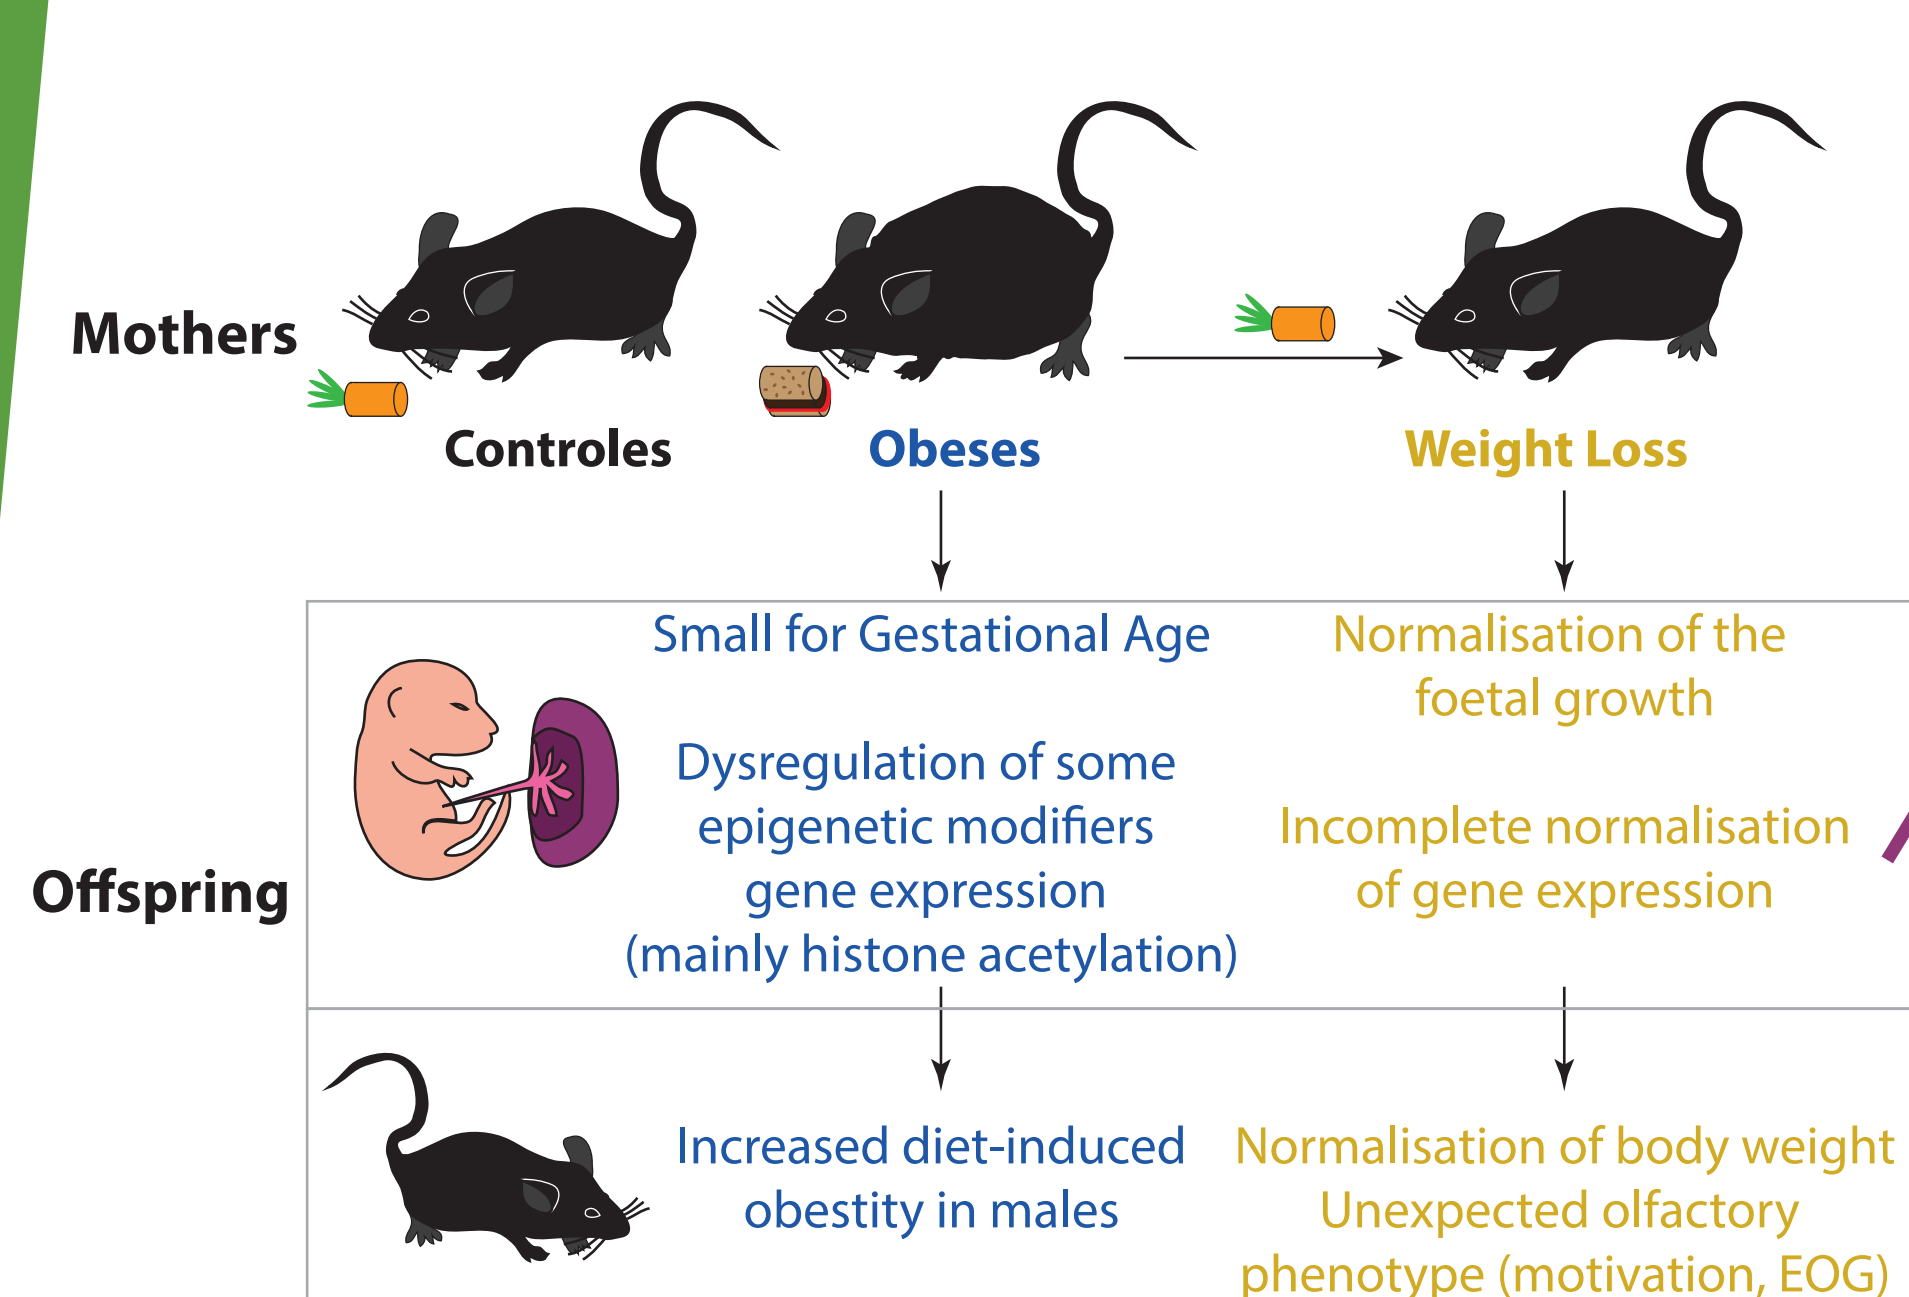 Mothers
Controles
Obeses
Weight Loss
Offspring
Small for Gestational Age
Dysregulation of some
epigenetic modifiers
gene expression
(mainly histone acetylation)
Normalisation of the
foetal growth
Incomplete normalisation
of gene expression
Increased diet-induced
obestity in males
Normalisation of body weight
Unexpected olfactory
phenotype (motivation, EOG)